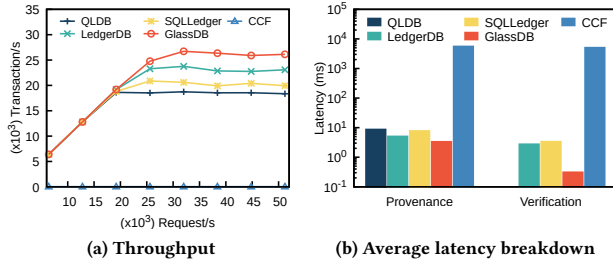 QLDB
LedgerDB
SQLLedger
GlassDB
CCF
(x10³) Transaction/s
35
30
25
20
15
10
5
0
10 15 20 25 30 35 40 45 50
(x10³) Request/s
(a) Throughput
QLDB
LedgerDB
SQLLedger
GlassDB
CCF
Latency (ms)
10⁵
10⁴
10³
10²
10¹
10⁰
10⁻¹
Provenance Verification
(b) Average latency breakdown